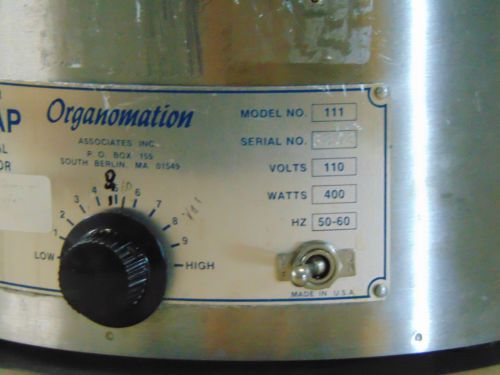 AP
Organomation
ASSOCIATES INC.
P. O. BOX 155
SOUTH BERLIN, MA. 01549
MODEL NO. 111
SERIAL NO.
VOLTS 110
WATTS 400
HZ 50-60
LOW 1 2 3 4 5 6 7 8 9 HIGH
MADE IN U.S.A.